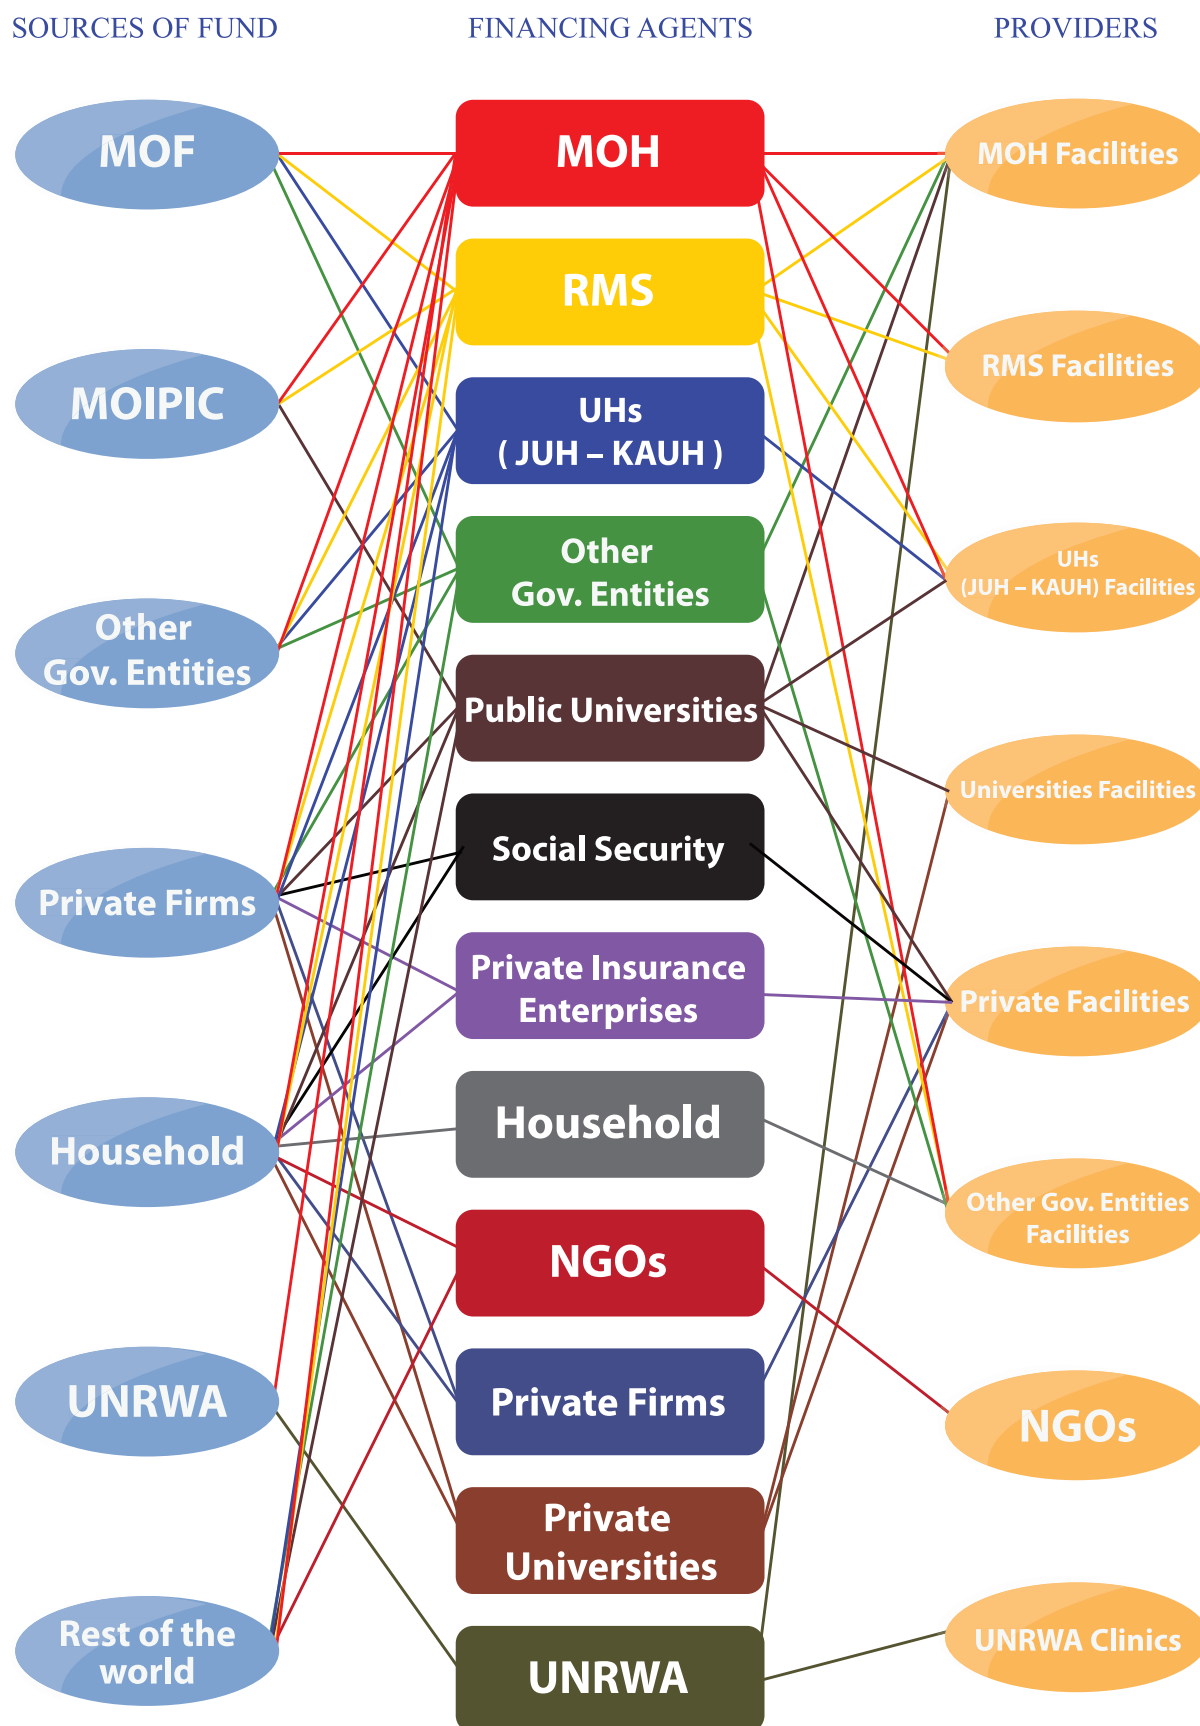 SOURCES OF FUND
FINANCING AGENTS
PROVIDERS
MOF
MOIPIC
Other
Gov. Entities
Private Firms
Household
UNRWA
Rest of the
world
MOH
RMS
UHs
( JUH – KAUH )
Other
Gov. Entities
Public Universities
Social Security
Private Insurance
Enterprises
Household
NGOs
Private Firms
Private
Universities
UNRWA
MOH Facilities
RMS Facilities
UHs
(JUH – KAUH) Facilities
Universities Facilities
Private Facilities
Other Gov. Entities
Facilities
NGOs
UNRWA Clinics